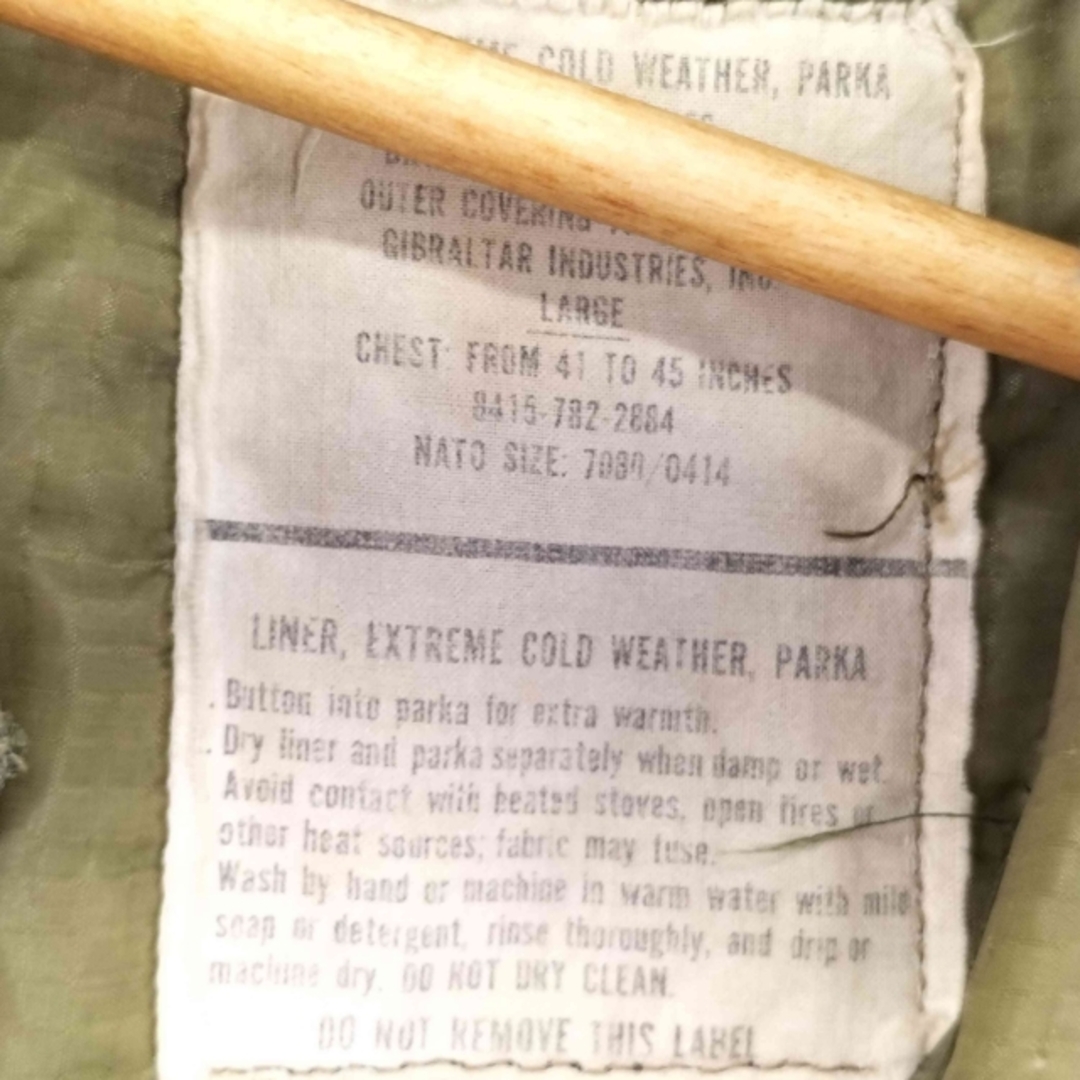 COLD WEATHER, PARKA
OUTER COVERING
GIBRALTAR INDUSTRIES, INC.
LARGE
CHEST: FROM 41 TO 45 INCHES
8415-782-2884
NATO SIZE: 7080/0414
LINER, EXTREME COLD WEATHER, PARKA
. Button into parka for extra warmth.
. Dry liner and parka separately when damp or wet.
Avoid contact with heated stoves, open fires or
other heat sources; fabric may fuse.
Wash by hand or machine in warm water with mild
soap or detergent, rinse thoroughly, and drip or
machine dry. DO NOT DRY CLEAN.
DO NOT REMOVE THIS LABEL